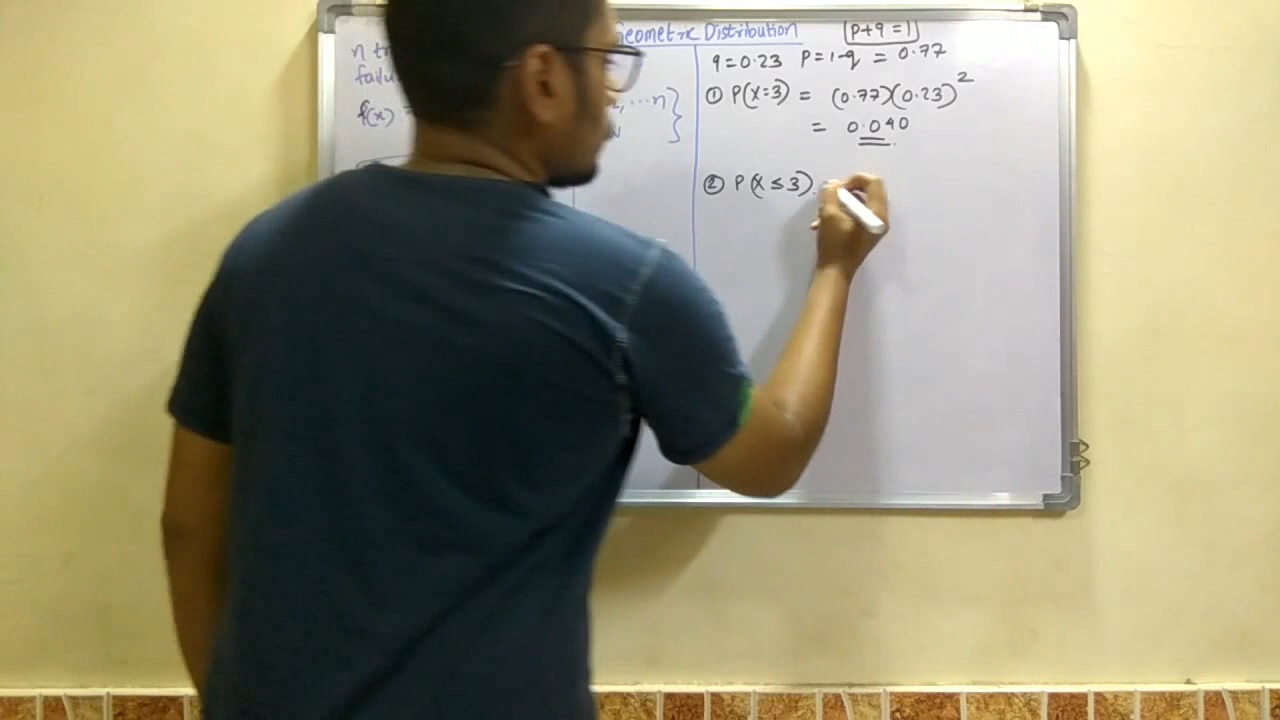 Geometric Distribution
p+q=1
n
f(x)
,...n}
q=0.23 p=1-q = 0.77
① P(X=3) = (0.77)(0.23)²
= 0.040
② P(X≤3)